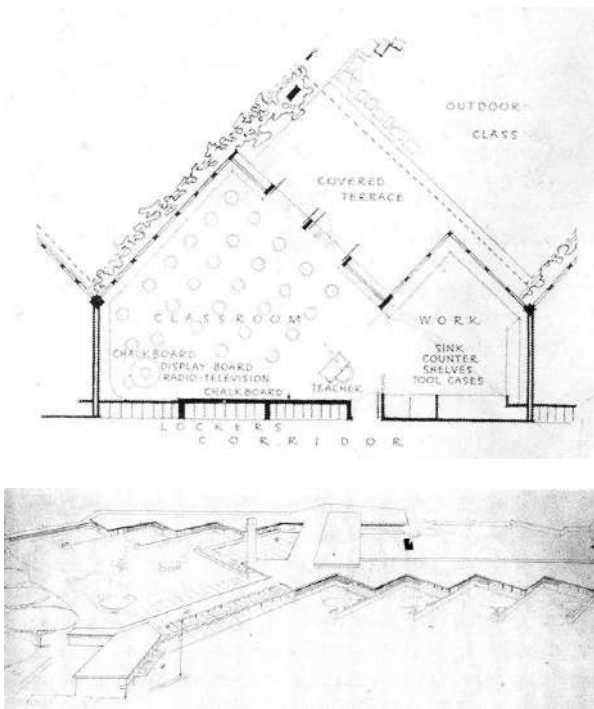 OUTDOOR
CLASS
COVERED
TERRACE
CLASSROOM
WORK
CHALKBOARD
DISPLAY BOARD
RADIO-TELEVISION
CHALKBOARD
TEACHER
SINK
COUNTER
SHELVES
TOOL CASES
LOCKERS
CORRIDOR